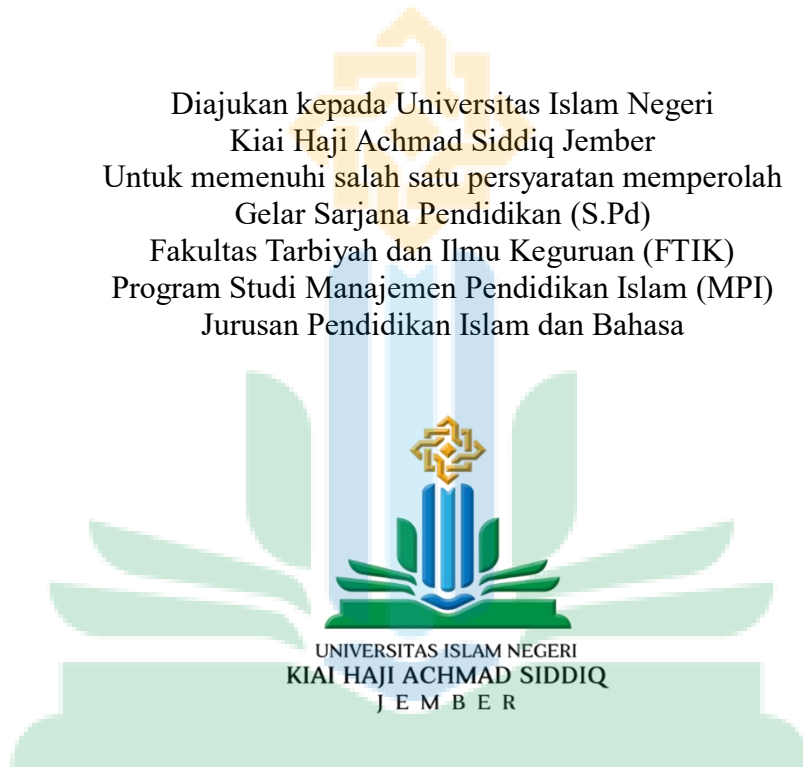 Diajukan kepada Universitas Islam Negeri
Kiai Haji Achmad Siddiq Jember
Untuk memenuhi salah satu persyaratan memperolah
Gelar Sarjana Pendidikan (S.Pd)
Fakultas Tarbiyah dan Ilmu Keguruan (FTIK)
Program Studi Manajemen Pendidikan Islam (MPI)
Jurusan Pendidikan Islam dan Bahasa
UNIVERSITAS ISLAM NEGERI
KIAI HAJI ACHMAD SIDDIQ
JEMBER